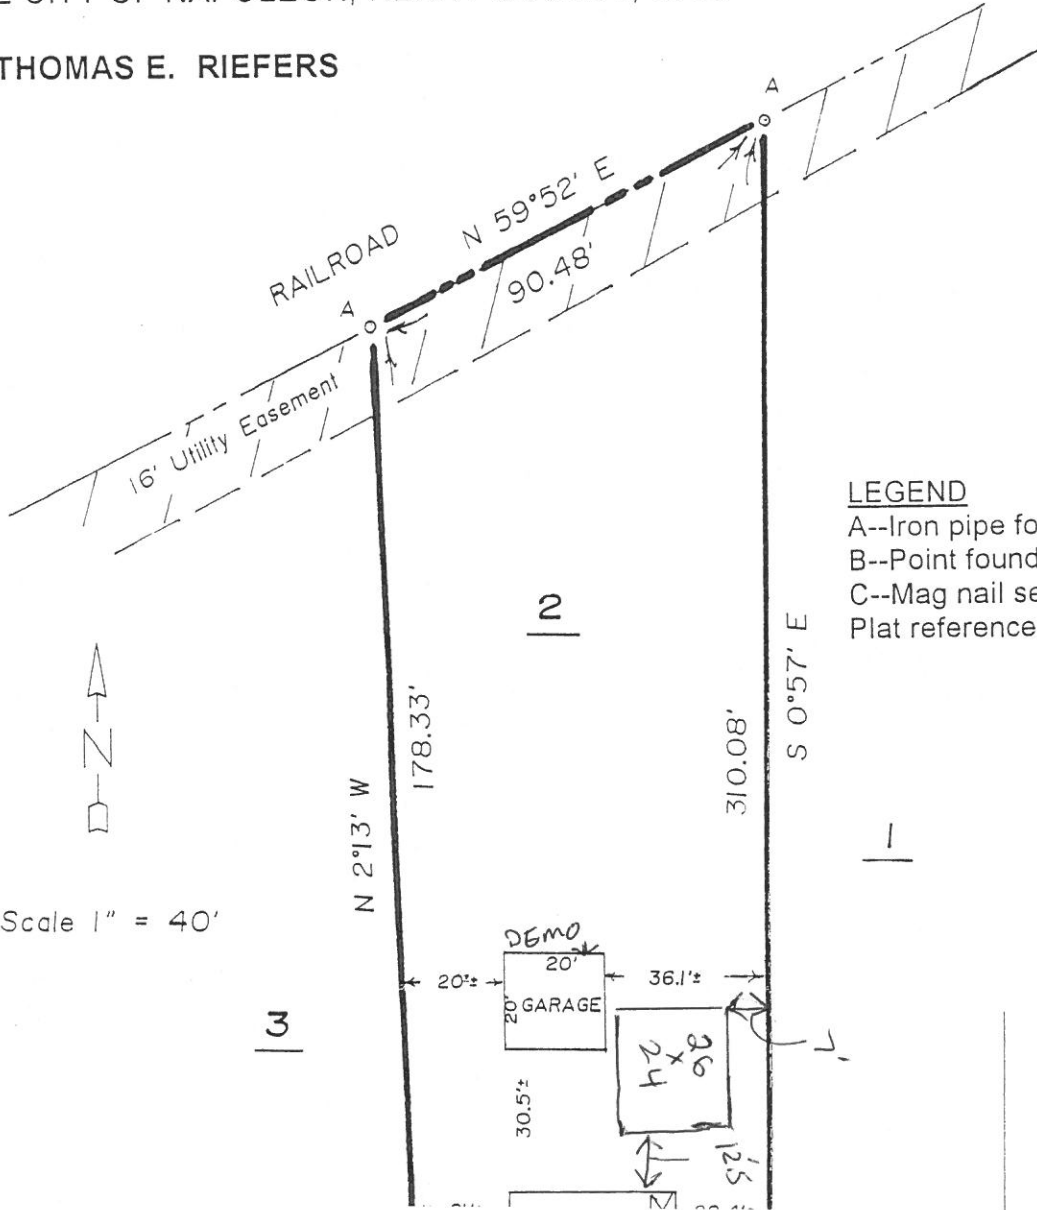 THOMAS E. RIEFERS
A
N 59°52' E
RAILROAD
90.48'
A
16' Utility Easement
LEGEND
A--Iron pipe fo
B--Point found
C--Mag nail se
Plat reference
2
S 0°57' E
178.33'
310.08'
N
N 2°13' W
1
Scale 1" = 40'
DEMO
20'
20'±
36.1'±
20'
GARAGE
3
26
x
24
7'
30.5'±
12.5'